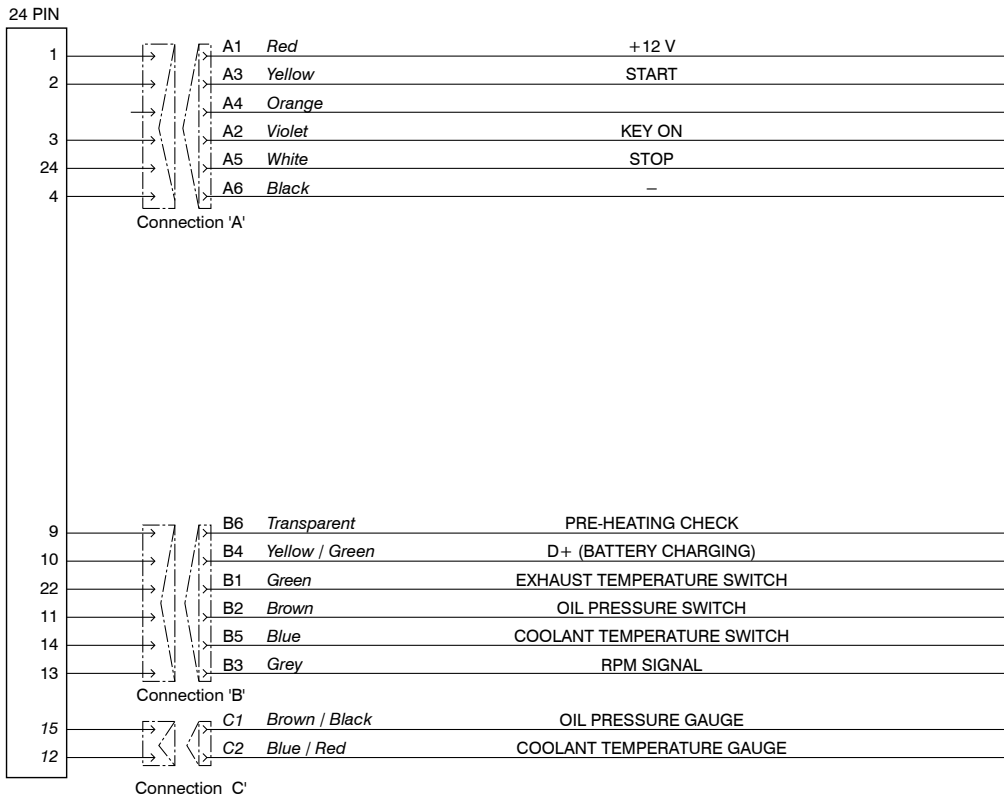 24 PIN
1 A1 Red +12 V
2 A3 Yellow START
A4 Orange
3 A2 Violet KEY ON
24 A5 White STOP
4 A6 Black −
Connection 'A'
9 B6 Transparent PRE-HEATING CHECK
10 B4 Yellow / Green D+ (BATTERY CHARGING)
22 B1 Green EXHAUST TEMPERATURE SWITCH
11 B2 Brown OIL PRESSURE SWITCH
14 B5 Blue COOLANT TEMPERATURE SWITCH
13 B3 Grey RPM SIGNAL
Connection 'B'
15 C1 Brown / Black OIL PRESSURE GAUGE
12 C2 Blue / Red COOLANT TEMPERATURE GAUGE
Connection C'